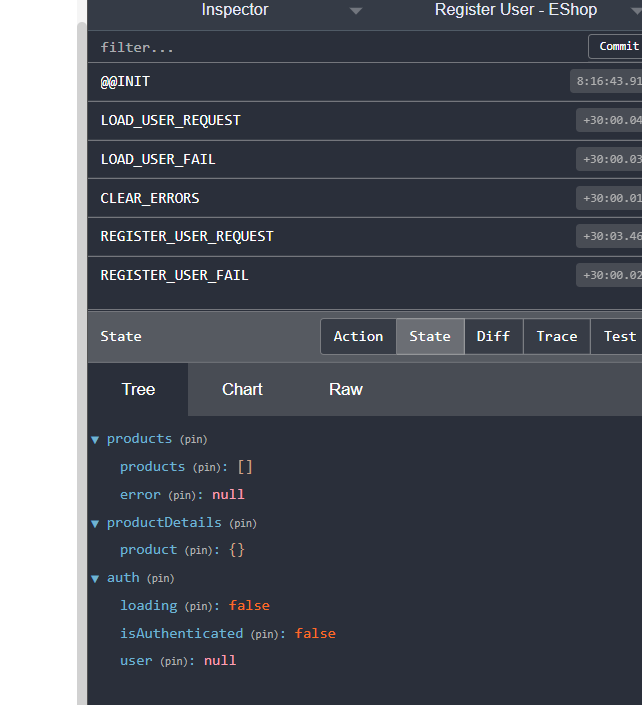 Inspector Register User - EShop
filter... Commit
@@INIT 8:16:43.91
LOAD_USER_REQUEST +30:00.04
LOAD_USER_FAIL +30:00.03
CLEAR_ERRORS +30:00.01
REGISTER_USER_REQUEST +30:03.46
REGISTER_USER_FAIL +30:00.02
State Action State Diff Trace Test
Tree Chart Raw
▼ products (pin)
products (pin): []
error (pin): null
▼ productDetails (pin)
product (pin): {}
▼ auth (pin)
loading (pin): false
isAuthenticated (pin): false
user (pin): null